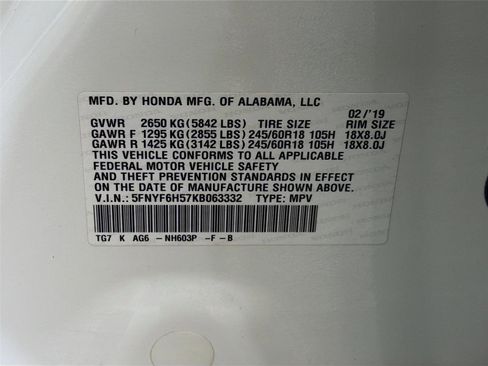 MFD. BY HONDA MFG. OF ALABAMA, LLC
02/'19
GVWR 2650 KG (5842 LBS) TIRE SIZE RIM SIZE
GAWR F 1295 KG (2855 LBS) 245/60R18 105H 18X8.0J
GAWR R 1425 KG (3142 LBS) 245/60R18 105H 18X8.0J
THIS VEHICLE CONFORMS TO ALL APPLICABLE
FEDERAL MOTOR VEHICLE SAFETY
AND THEFT PREVENTION STANDARDS IN EFFECT
ON THE DATE OF MANUFACTURE SHOWN ABOVE.
V.I.N.: 5FNYF6H57KB063332 TYPE: MPV
TG7 K AG6 -NH603P -F -B